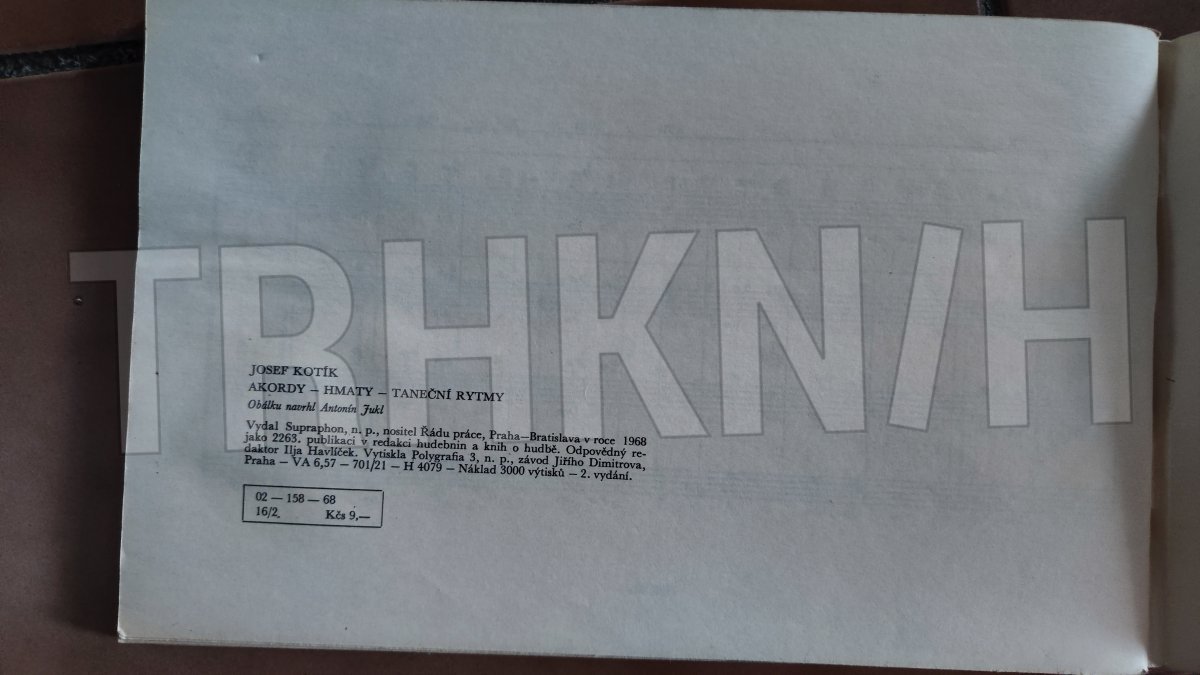 TRHKN/H
JOSEF KOTÍK
AKORDY – HMATY – TANEČNÍ RYTMY
Obálku navrhl Antonín Jukl
Vydal Supraphon, n. p., nositel Řádu práce, Praha–Bratislava v roce 1968
jako 2263. publikaci v redakci hudebnin a knih o hudbě. Odpovědný re-
daktor Ilja Havlíček. Vytiskla Polygrafia 3, n. p., závod Jiřího Dimitrova,
Praha – VA 6,57 – 701/21 – H 4079 – Náklad 3000 výtisků – 2. vydání.
02 — 158 — 68
16/2 Kčs 9,—